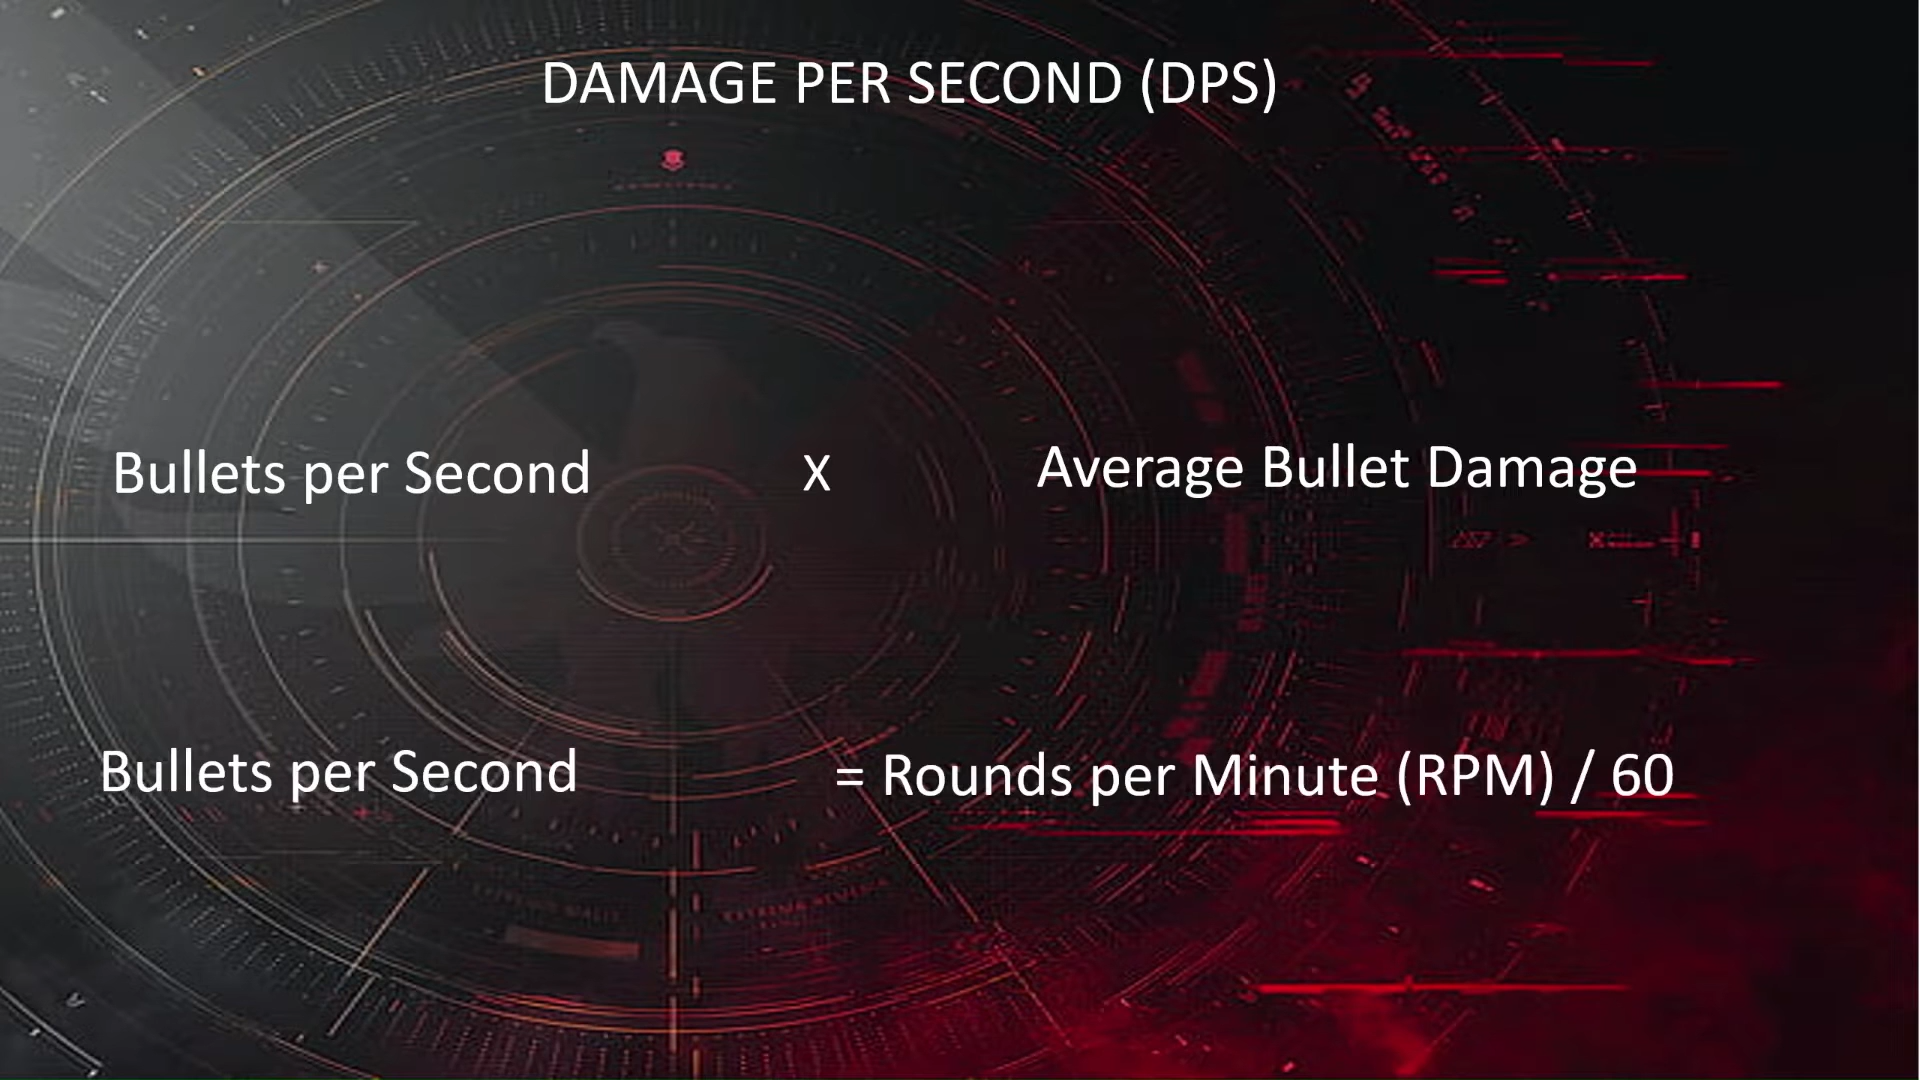 DAMAGE PER SECOND (DPS)
Bullets per Second X Average Bullet Damage
Bullets per Second = Rounds per Minute (RPM) / 60